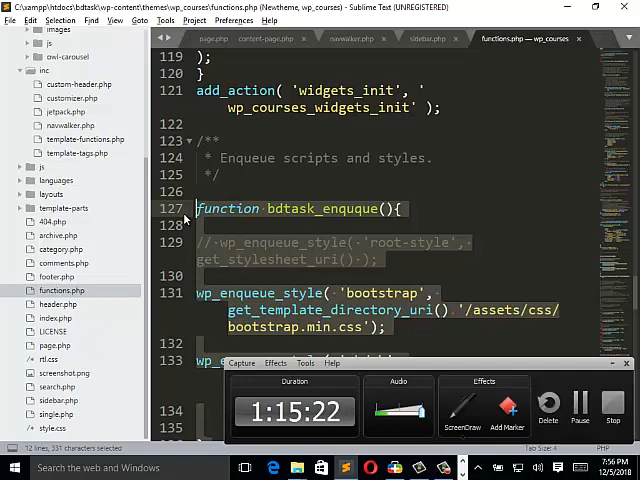 C:\xampp\htdocs\bdtask\wp-content\themes\wp_courses\functions.php (Newtheme, wp_courses) - Sublime Text (UNREGISTERED)
File Edit Selection Find View Goto Tools Project Preferences Help
images
js
owl-carousel
inc
custom-header.php
customizer.php
jetpack.php
navwalker.php
template-functions.php
template-tags.php
js
languages
layouts
template-parts
404.php
archive.php
category.php
comments.php
footer.php
functions.php
header.php
index.php
LICENSE
page.php
rtl.css
screenshot.png
search.php
sidebar.php
single.php
style.css
page.php content-page.php navwalker.php sidebar.php functions.php — wp_courses
119 );
120 }
121 add_action( 'widgets_init', '
wp_courses_widgets_init' );
122
123 /**
124 * Enqueue scripts and styles.
125 */
126
127 function bdtask_enquque(){
128
129 // wp_enqueue_style( 'root-style',
get_stylesheet_uri() );
130
131 wp_enqueue_style( 'bootstrap',
get_template_directory_uri() '/assets/css/
bootstrap.min.css');
132
133
134
135
Capture Effects Tools Help
Duration
1:15:22
Audio
Effects
ScreenDraw
Add Marker
Delete
Pause
Stop
12 lines, 331 characters selected
Tab Size: 4
PHP
Search the web and Windows
7:56 PM
12/5/2018